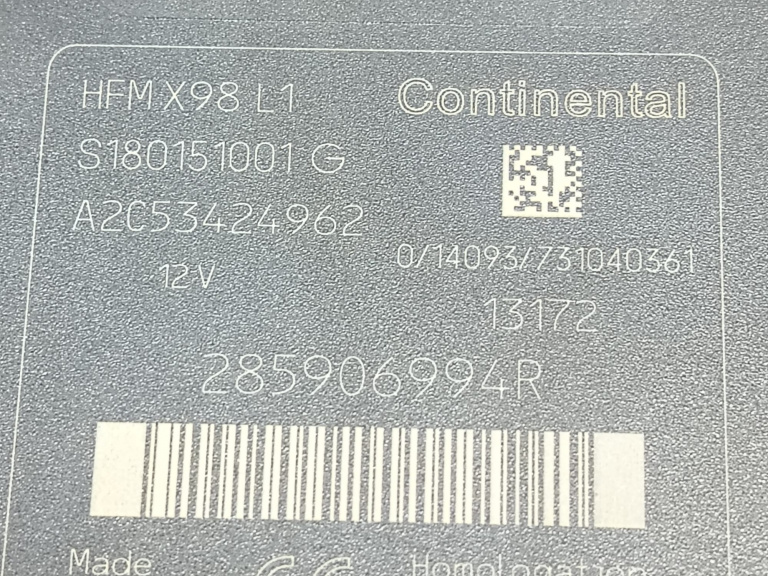 HFM X98 L1
Continental
S180151001 G
A2C53424962
0/14093/731040361
12V
13172
285906994R
Made
Homologation